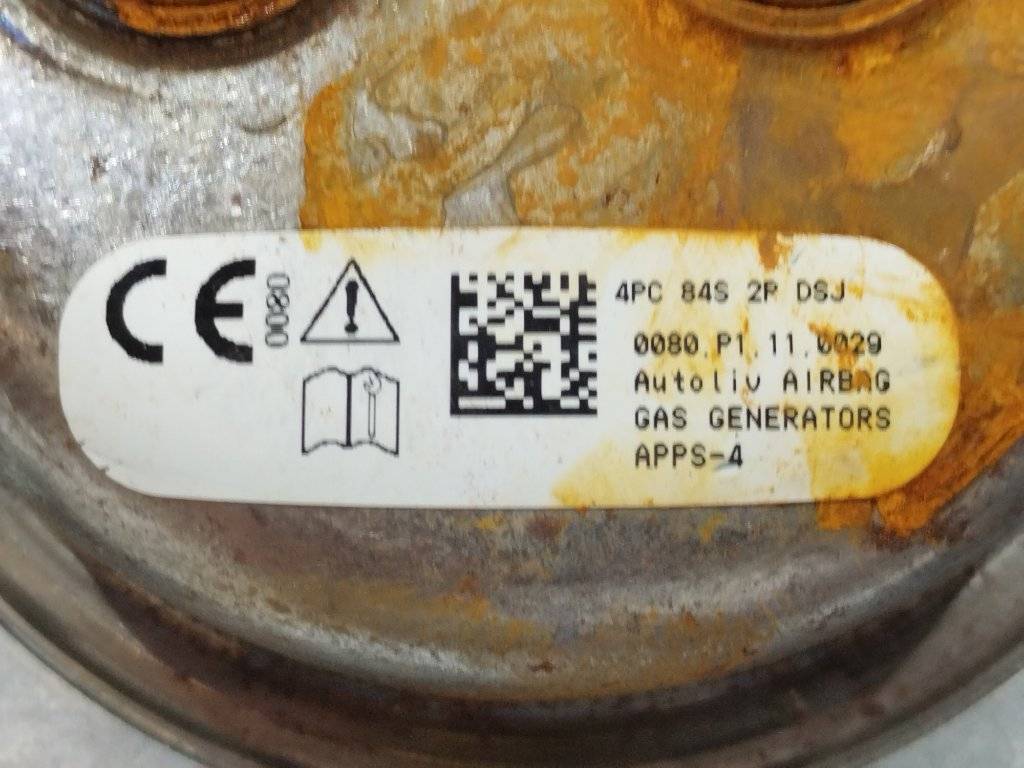 CE
0080
4PC 84S 2P DSJ
0080.P1.11.0029
Autoliv AIRBAG
GAS GENERATORS
APPS-4